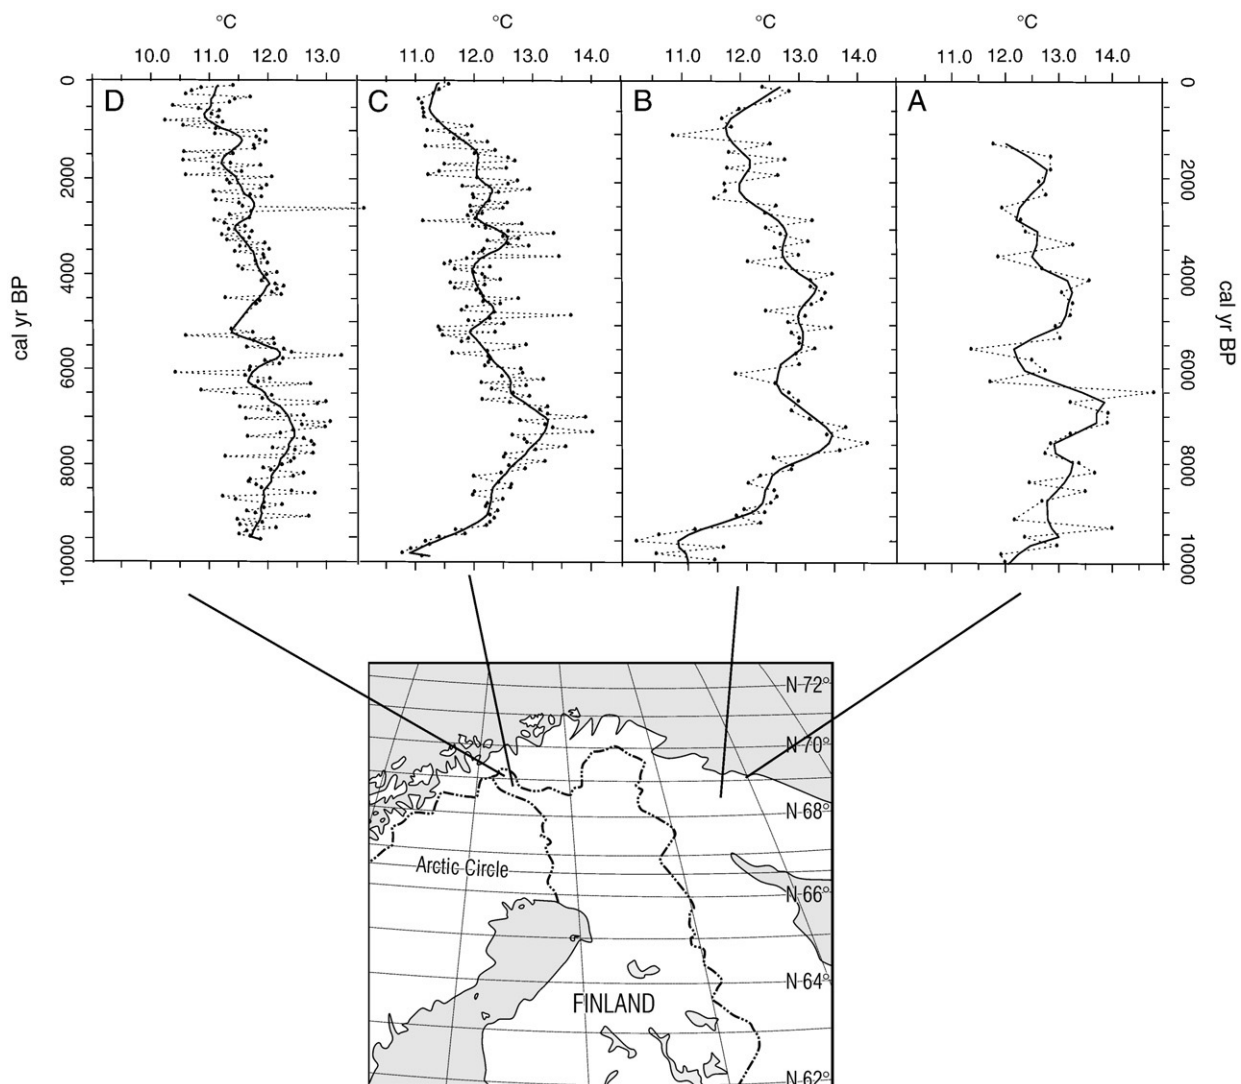 °C °C °C °C
10.0 11.0 12.0 13.0 11.0 12.0 13.0 14.0 11.0 12.0 13.0 14.0 11.0 12.0 13.0 14.0
D C B A
0 0
2000 2000
4000 4000
cal yr BP cal yr BP
6000 6000
8000 8000
10000 10000
N 72°
N 70°
N 68°
Arctic Circle
N 66°
N 64°
FINLAND
N 62°